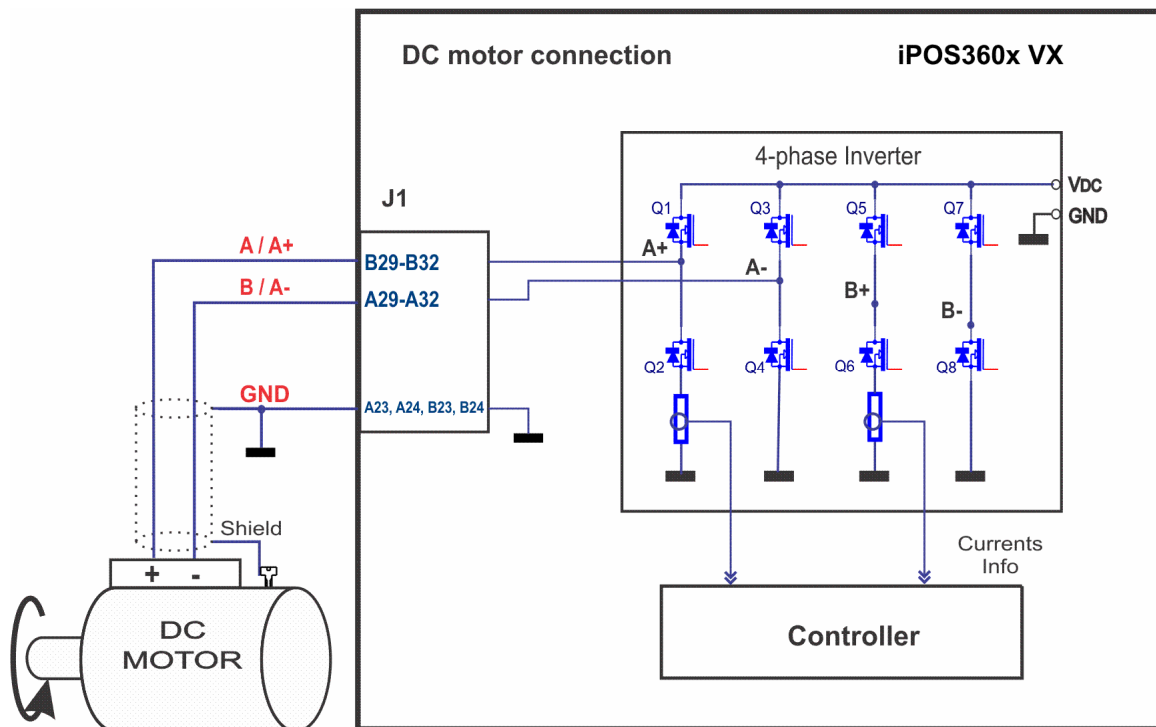 DC motor connection
iPOS360x VX
4-phase Inverter
VDC
GND
J1
Q1
Q3
Q5
Q7
A / A+
B29-B32
A+
B / A-
A29-A32
A-
B+
B-
Q2
Q4
Q6
Q8
GND
A23, A24, B23, B24
Shield
Currents
Info
+ -
DC
MOTOR
Controller